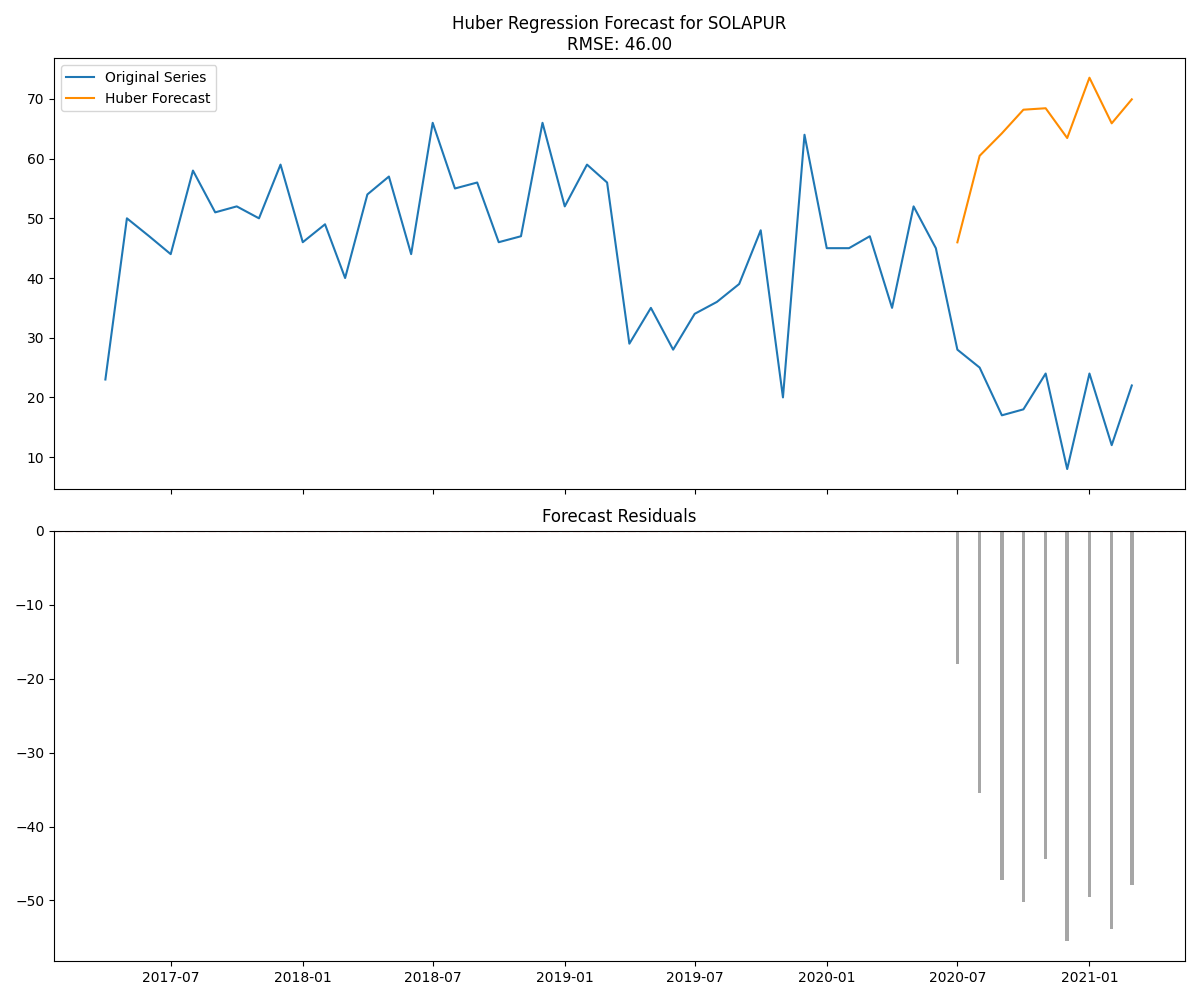 Huber Regression Forecast for SOLAPUR
RMSE: 46.00
Original Series
Huber Forecast
70
60
50
40
30
20
10
Forecast Residuals
0
−10
−20
−30
−40
−50
2017-07 2018-01 2018-07 2019-01 2019-07 2020-01 2020-07 2021-01